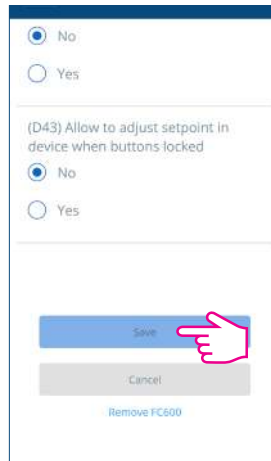 No
Yes
(D43) Allow to adjust setpoint in
device when buttons locked
No
Yes
Save
Cancel
Remove FC600